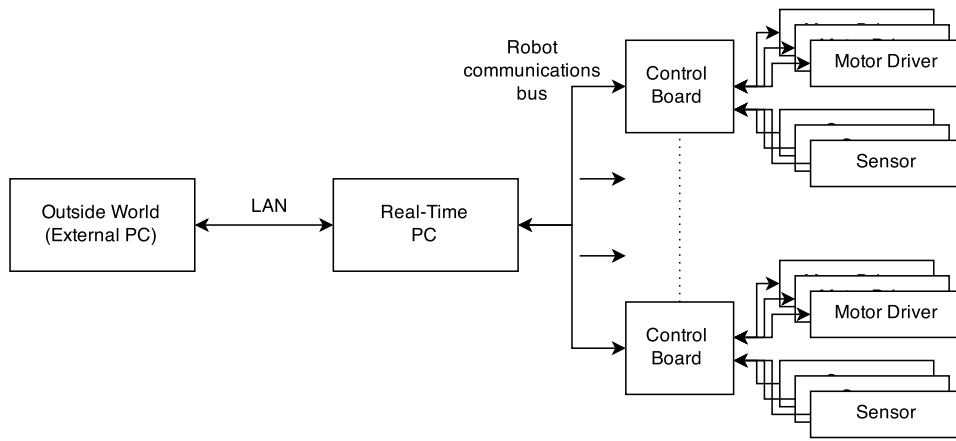 Robot
communications
bus
Control
Board
Motor Driver
Sensor
Outside World
(External PC)
LAN
Real-Time
PC
Control
Board
Motor Driver
Sensor